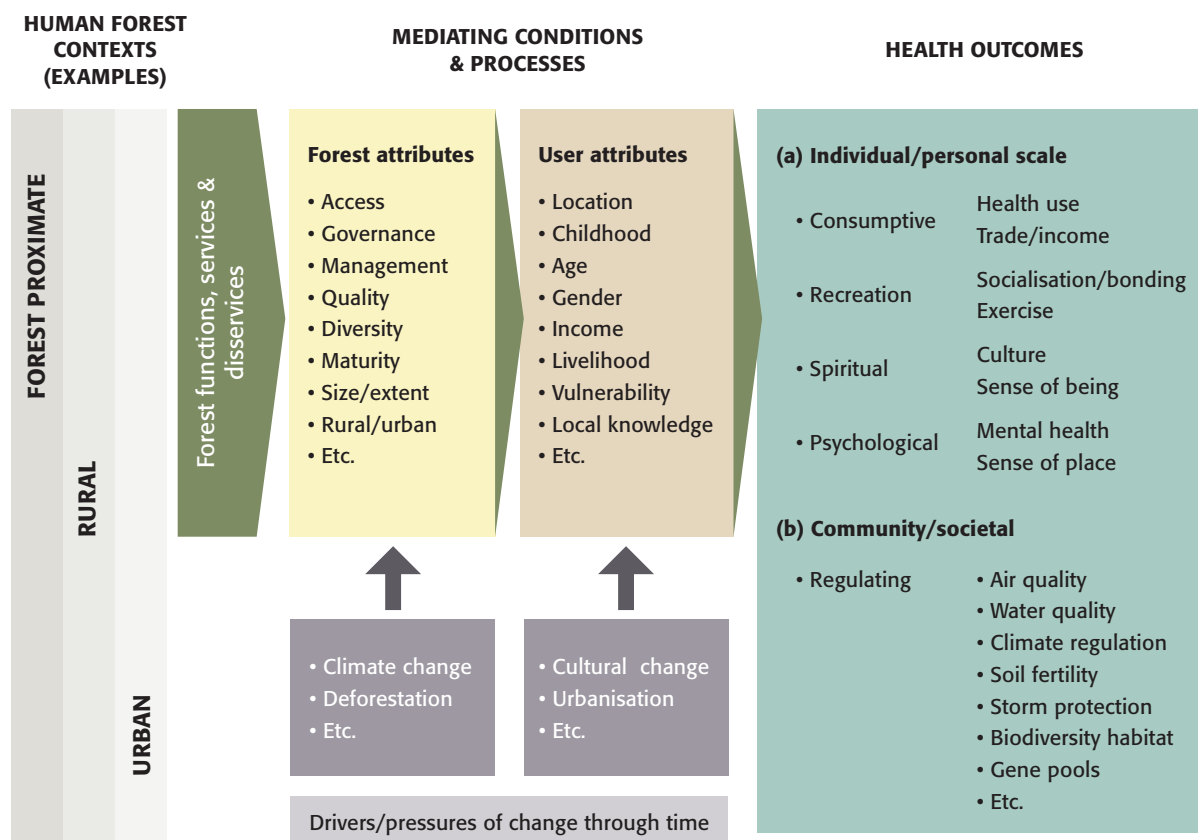 HUMAN FOREST
CONTEXTS
(EXAMPLES)
MEDIATING CONDITIONS
& PROCESSES
HEALTH OUTCOMES
FOREST PROXIMATE
RURAL
URBAN
Forest functions, services &
disservices
Forest attributes
• Access
• Governance
• Management
• Quality
• Diversity
• Maturity
• Size/extent
• Rural/urban
• Etc.
User attributes
• Location
• Childhood
• Age
• Gender
• Income
• Livelihood
• Vulnerability
• Local knowledge
• Etc.
• Climate change
• Deforestation
• Etc.
• Cultural change
• Urbanisation
• Etc.
Drivers/pressures of change through time
(a) Individual/personal scale
• Consumptive
Health use
Trade/income
• Recreation
Socialisation/bonding
Exercise
• Spiritual
Culture
Sense of being
• Psychological
Mental health
Sense of place
(b) Community/societal
• Regulating
• Air quality
• Water quality
• Climate regulation
• Soil fertility
• Storm protection
• Biodiversity habitat
• Gene pools
• Etc.